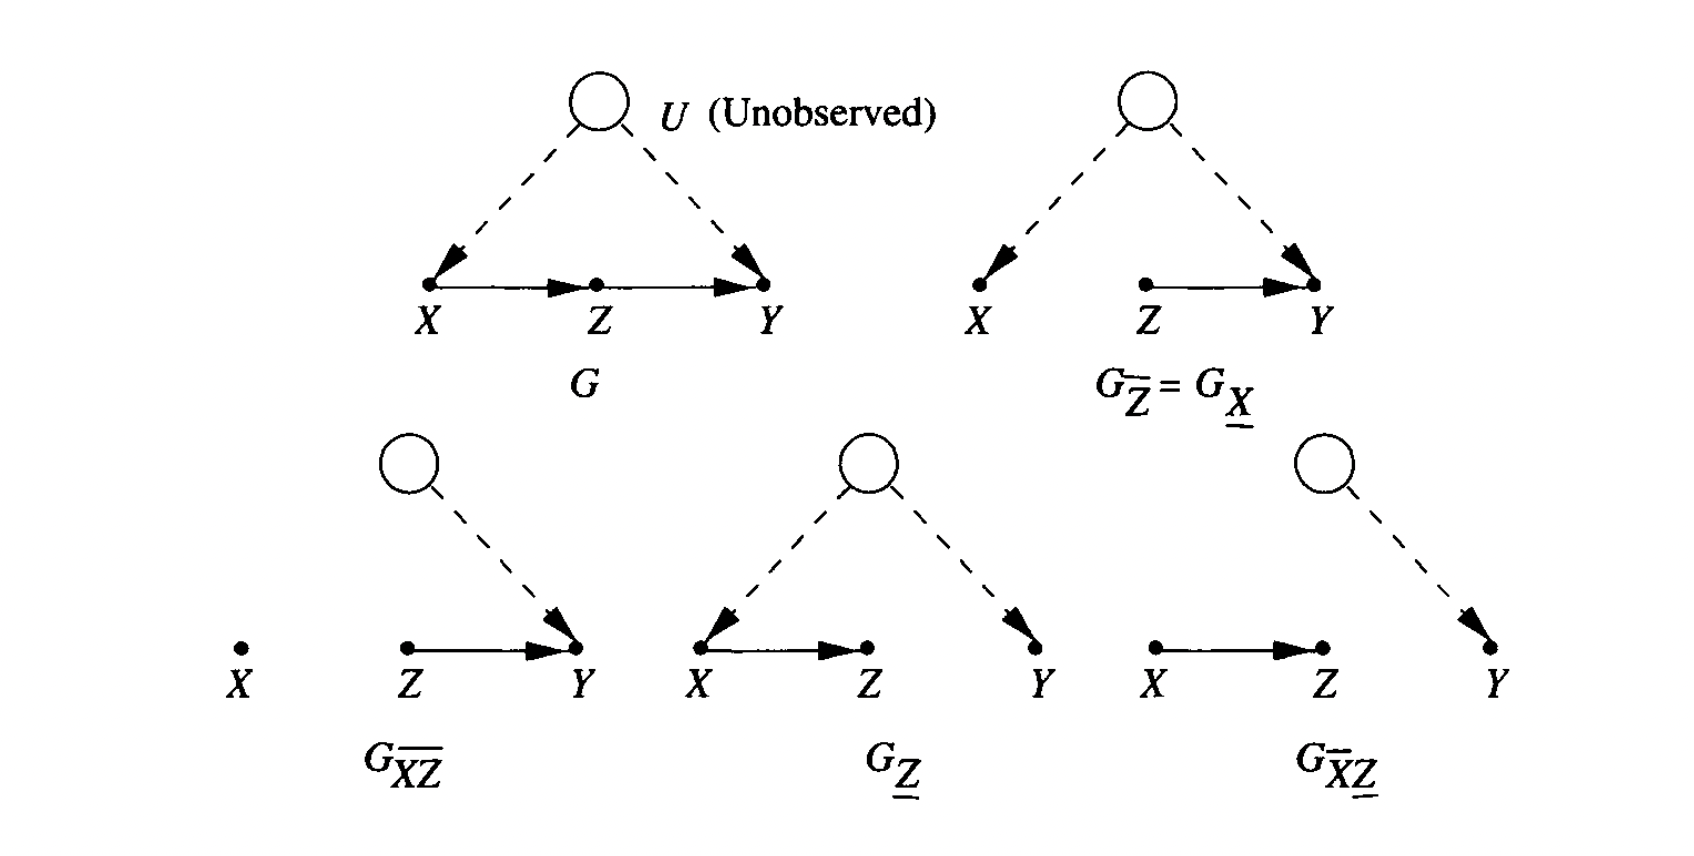 U (Unobserved)
X Z Y X Z Y
G G_{\overline{Z}} = G_{\underline{X}}
X Z Y X Z Y X Z Y
G_{\overline{XZ}} G_{\underline{Z}} G_{\overline{X}\underline{Z}}